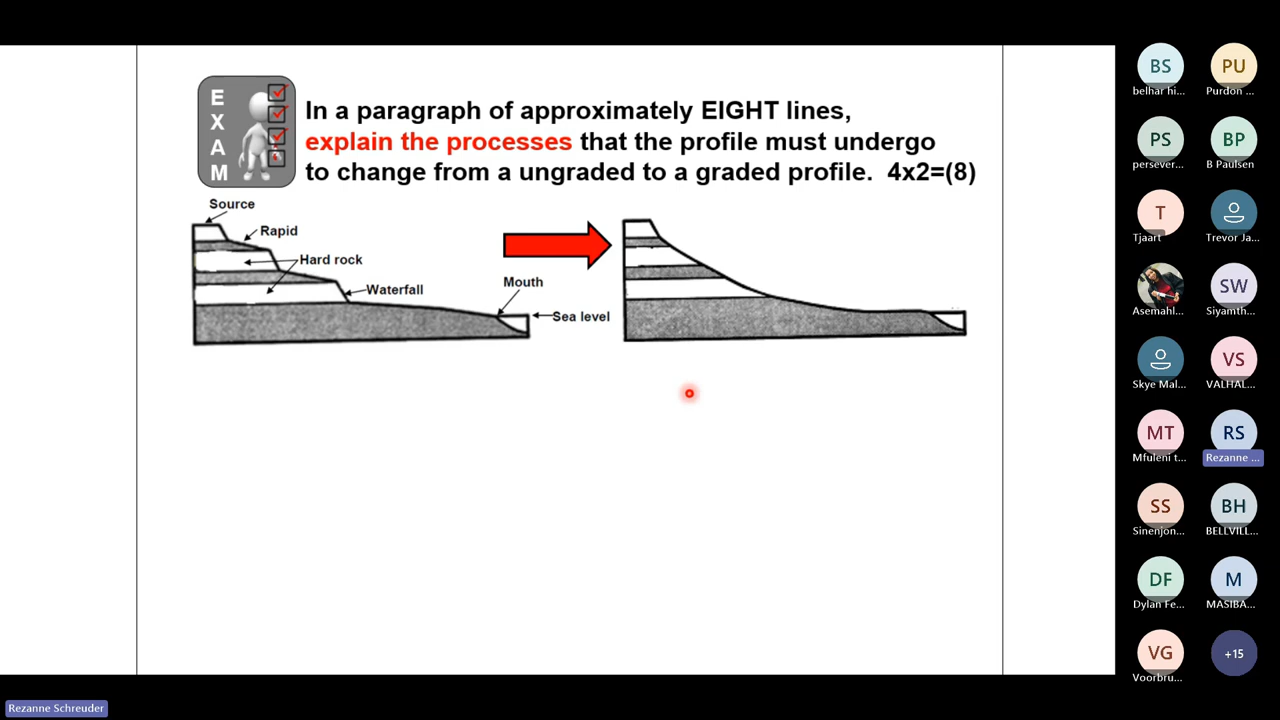 E
X
A
M
In a paragraph of approximately EIGHT lines,
explain the processes that the profile must undergo
to change from a ungraded to a graded profile. 4x2=(8)
Source
Rapid
Hard rock
Waterfall
Mouth
Sea level
BS
belhar hi...
PU
Purdon ...
PS
persever...
BP
B Paulsen
T
Tjaart
Trevor Ja...
Asemahl...
SW
Siyamth...
Skye Mal...
VS
VALHAL...
MT
Mfuleni t...
RS
Rezanne ...
SS
Sinenjon...
BH
BELLVILL...
DF
Dylan Fe...
M
MASIBA...
VG
Voorbru...
+15
Rezanne Schreuder